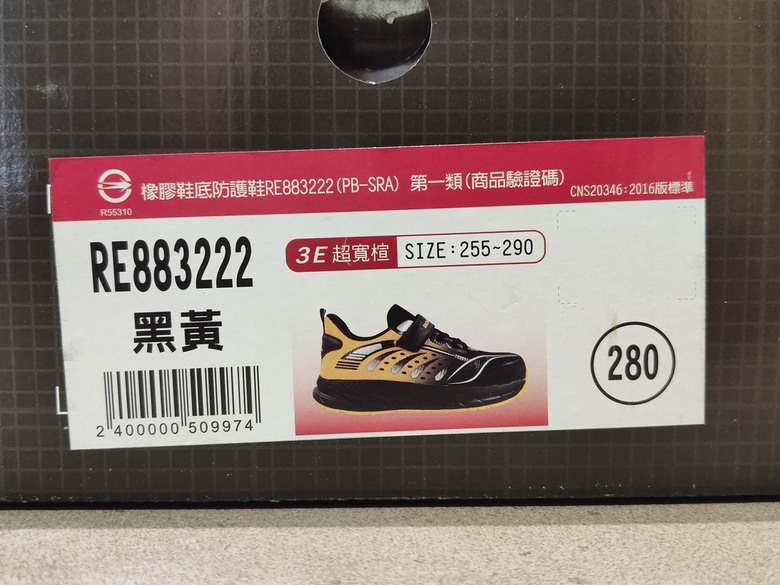 橡膠鞋底防護鞋RE883222(PB-SRA) 第一類(商品驗證碼)
CNS20346:2016版標準
R55310
RE883222
3E 超寬楦 SIZE:255~290
黑黃
280
2 400000 509974